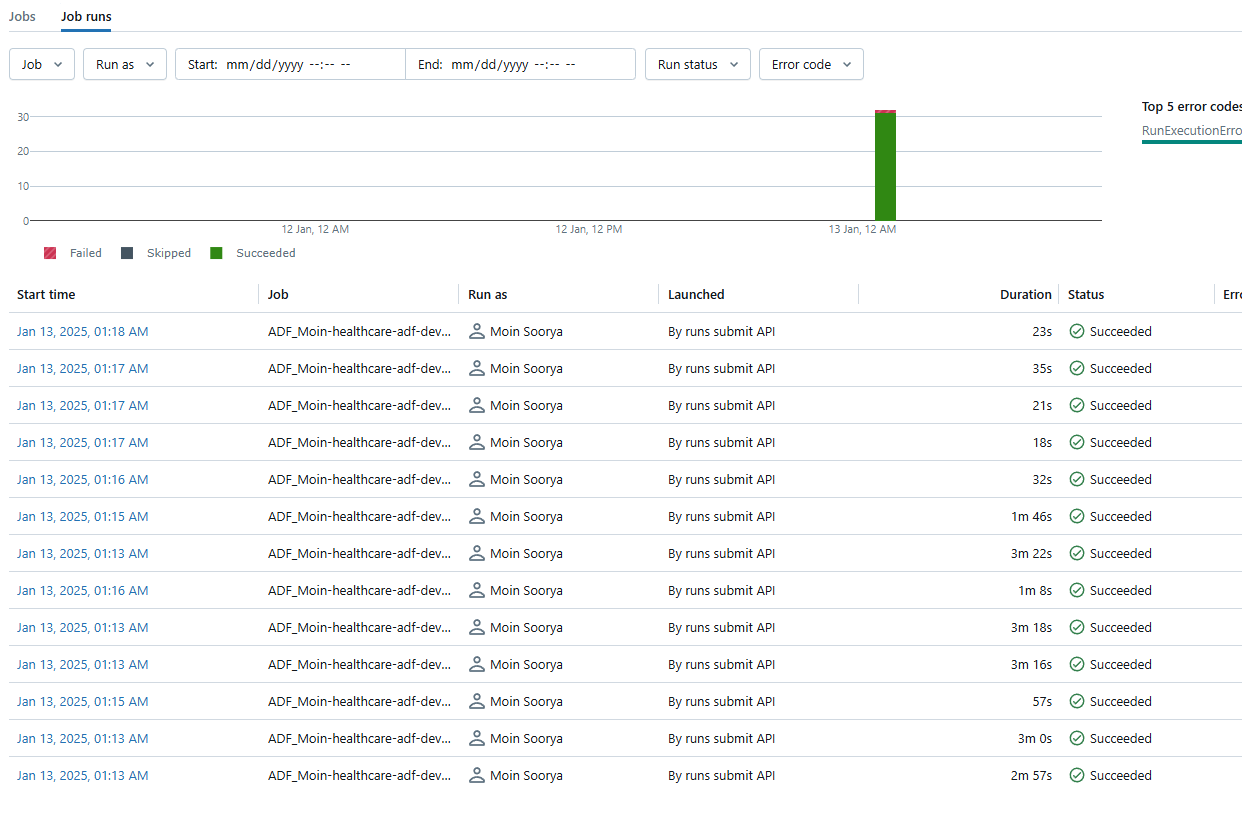 Jobs Job runs
Job Run as Start: mm/dd/yyyy --:-- -- End: mm/dd/yyyy --:-- -- Run status Error code
Top 5 error codes
RunExecutionErro
30
20
10
0
12 Jan, 12 AM 12 Jan, 12 PM 13 Jan, 12 AM
Failed Skipped Succeeded
Start time Job Run as Launched Duration Status Erro
Jan 13, 2025, 01:18 AM ADF_Moin-healthcare-adf-dev... Moin Soorya By runs submit API 23s Succeeded
Jan 13, 2025, 01:17 AM ADF_Moin-healthcare-adf-dev... Moin Soorya By runs submit API 35s Succeeded
Jan 13, 2025, 01:17 AM ADF_Moin-healthcare-adf-dev... Moin Soorya By runs submit API 21s Succeeded
Jan 13, 2025, 01:17 AM ADF_Moin-healthcare-adf-dev... Moin Soorya By runs submit API 18s Succeeded
Jan 13, 2025, 01:16 AM ADF_Moin-healthcare-adf-dev... Moin Soorya By runs submit API 32s Succeeded
Jan 13, 2025, 01:15 AM ADF_Moin-healthcare-adf-dev... Moin Soorya By runs submit API 1m 46s Succeeded
Jan 13, 2025, 01:13 AM ADF_Moin-healthcare-adf-dev... Moin Soorya By runs submit API 3m 22s Succeeded
Jan 13, 2025, 01:16 AM ADF_Moin-healthcare-adf-dev... Moin Soorya By runs submit API 1m 8s Succeeded
Jan 13, 2025, 01:13 AM ADF_Moin-healthcare-adf-dev... Moin Soorya By runs submit API 3m 18s Succeeded
Jan 13, 2025, 01:13 AM ADF_Moin-healthcare-adf-dev... Moin Soorya By runs submit API 3m 16s Succeeded
Jan 13, 2025, 01:15 AM ADF_Moin-healthcare-adf-dev... Moin Soorya By runs submit API 57s Succeeded
Jan 13, 2025, 01:13 AM ADF_Moin-healthcare-adf-dev... Moin Soorya By runs submit API 3m 0s Succeeded
Jan 13, 2025, 01:13 AM ADF_Moin-healthcare-adf-dev... Moin Soorya By runs submit API 2m 57s Succeeded